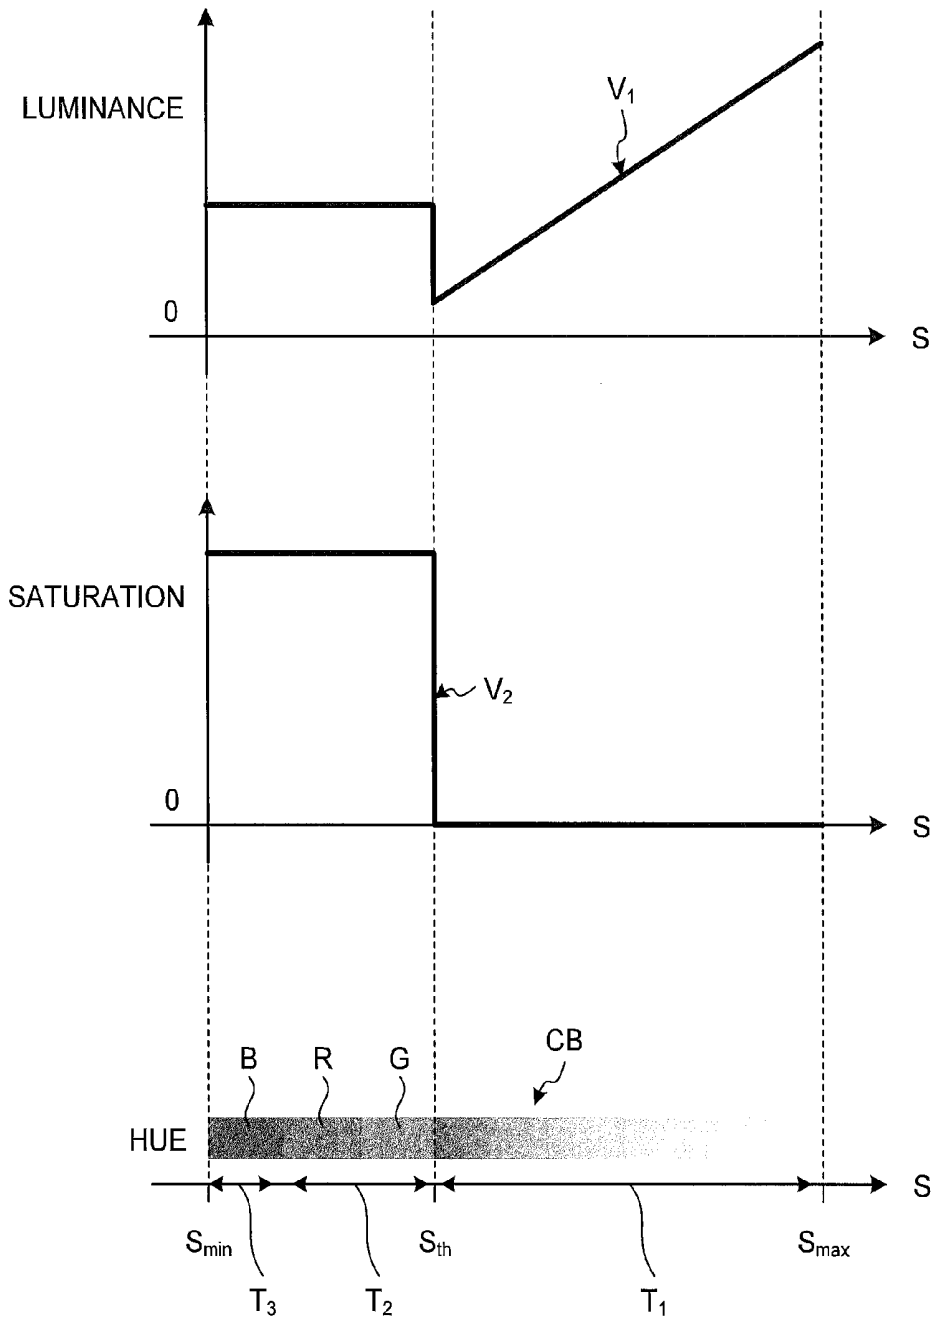 LUMINANCE
V₁
0
S
SATURATION
V₂
0
S
CB
B R G
HUE
S
Smin Sth Smax
T₃ T₂ T₁